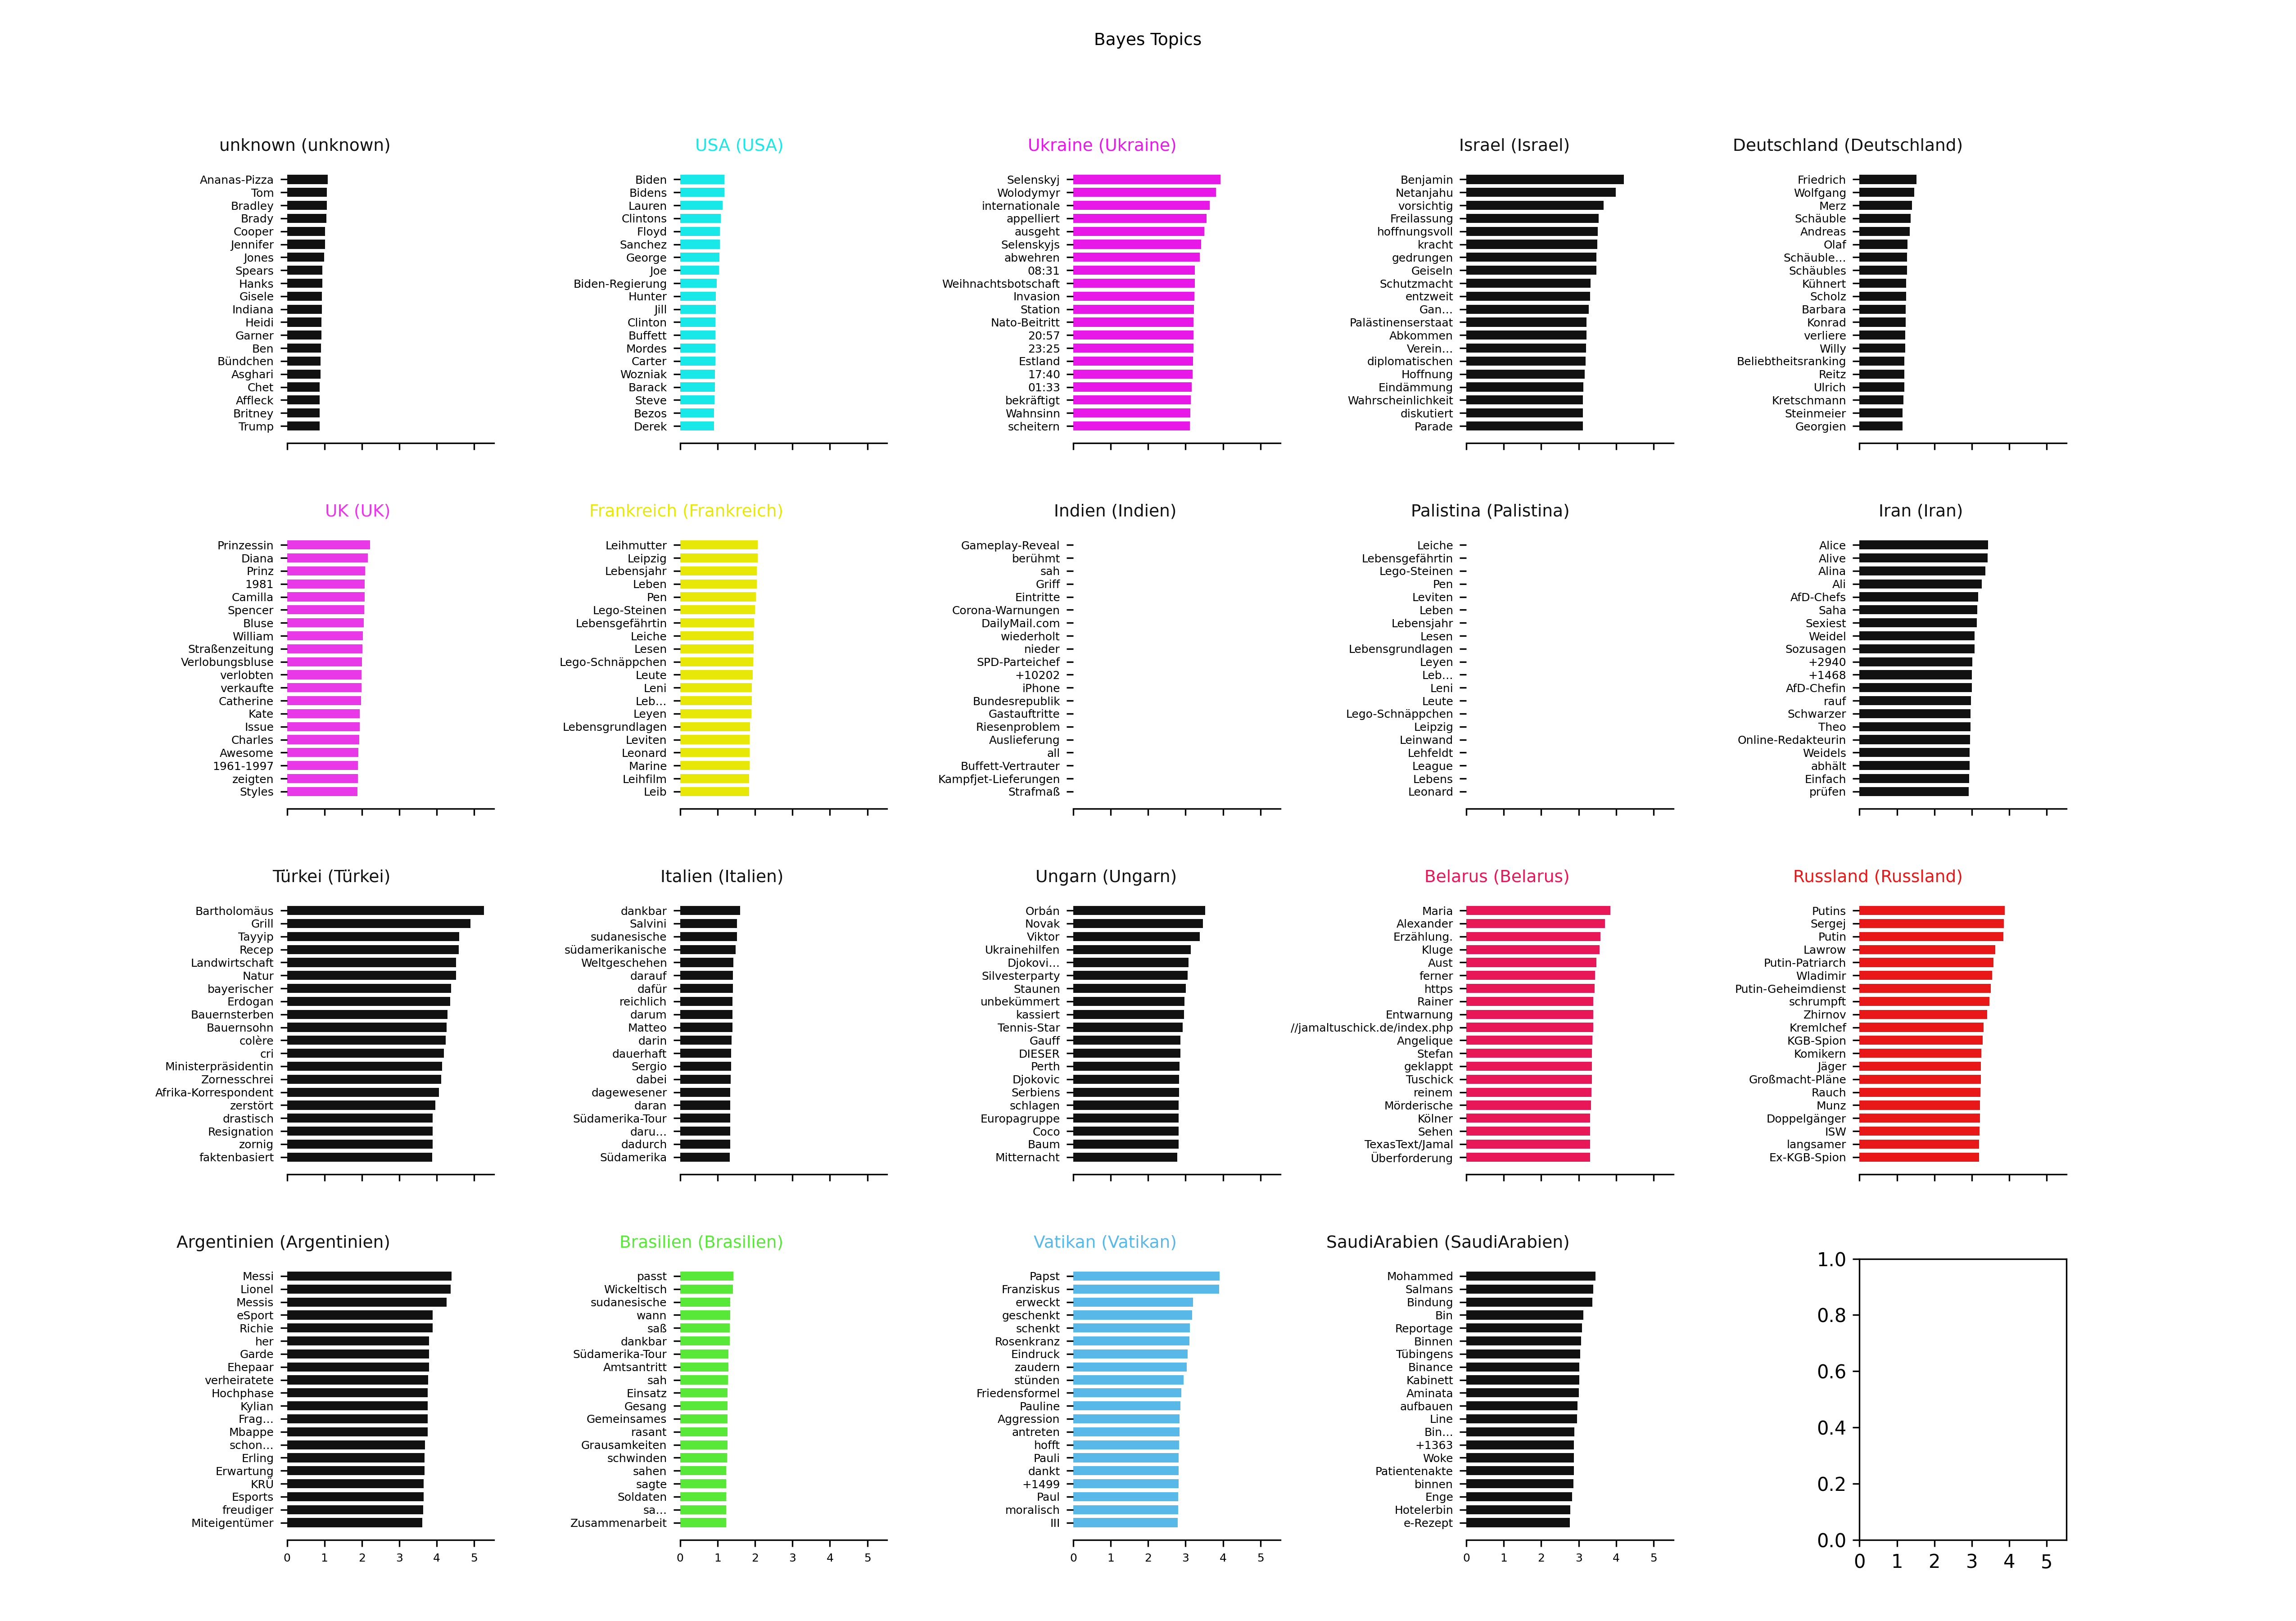 Bayes Topics
unknown (unknown)
Ananas-Pizza
Tom
Bradley
Brady
Cooper
Jennifer
Jones
Spears
Hanks
Gisele
Indiana
Heidi
Garner
Ben
Bündchen
Asghari
Chet
Affleck
Britney
Trump
USA (USA)
Biden
Bidens
Lauren
Clintons
Floyd
Sanchez
George
Joe
Biden-Regierung
Hunter
Jill
Clinton
Buffett
Mordes
Carter
Wozniak
Barack
Steve
Bezos
Derek
Ukraine (Ukraine)
Selenskyj
Wolodymyr
internationale
appelliert
ausgeht
Selenskyjs
abwehren
08:31
Weihnachtsbotschaft
Invasion
Station
Nato-Beitritt
20:57
23:25
Estland
17:40
01:33
bekräftigt
Wahnsinn
scheitern
Israel (Israel)
Benjamin
Netanjahu
vorsichtig
Freilassung
hoffnungsvoll
kracht
gedrungen
Geiseln
Schutzmacht
entzweit
Gan…
Palästinenserstaat
Abkommen
Verein…
diplomatischen
Hoffnung
Eindämmung
Wahrscheinlichkeit
diskutiert
Parade
Deutschland (Deutschland)
Friedrich
Wolfgang
Merz
Schäuble
Andreas
Olaf
Schäuble…
Schäubles
Kühnert
Scholz
Barbara
Konrad
verliere
Willy
Beliebtheitsranking
Reitz
Ulrich
Kretschmann
Steinmeier
Georgien
UK (UK)
Prinzessin
Diana
Prinz
1981
Camilla
Spencer
Bluse
William
Straßenzeitung
Verlobungsbluse
verlobten
verkaufte
Catherine
Kate
Issue
Charles
Awesome
1961-1997
zeigten
Styles
Frankreich (Frankreich)
Leihmutter
Leipzig
Lebensjahr
Leben
Pen
Lego-Steinen
Lebensgefährtin
Leiche
Lesen
Lego-Schnäppchen
Leute
Leni
Leb…
Leyen
Lebensgrundlagen
Leviten
Leonard
Marine
Leihfilm
Leib
Indien (Indien)
Gameplay-Reveal
berühmt
sah
Griff
Eintritte
Corona-Warnungen
DailyMail.com
wiederholt
nieder
SPD-Parteichef
+10202
iPhone
Bundesrepublik
Gastauftritte
Riesenproblem
Auslieferung
all
Buffett-Vertrauter
Kampfjet-Lieferungen
Strafmaß
Palistina (Palistina)
Leiche
Lebensgefährtin
Lego-Steinen
Pen
Leviten
Leben
Lebensjahr
Lesen
Lebensgrundlagen
Leyen
Leb…
Leni
Leute
Lego-Schnäppchen
Leipzig
Leinwand
Lehfeldt
League
Lebens
Leonard
Iran (Iran)
Alice
Alive
Alina
Ali
AfD-Chefs
Saha
Sexiest
Weidel
Sozusagen
+2940
+1468
AfD-Chefin
rauf
Schwarzer
Theo
Online-Redakteurin
Weidels
abhält
Einfach
prüfen
Türkei (Türkei)
Bartholomäus
Grill
Tayyip
Recep
Landwirtschaft
Natur
bayerischer
Erdogan
Bauernsterben
Bauernsohn
colère
cri
Ministerpräsidentin
Zornesschrei
Afrika-Korrespondent
zerstört
drastisch
Resignation
zornig
faktenbasiert
Italien (Italien)
dankbar
Salvini
sudanesische
südamerikanische
Weltgeschehen
darauf
dafür
reichlich
darum
Matteo
darin
dauerhaft
Sergio
dabei
dagewesener
daran
Südamerika-Tour
daru…
dadurch
Südamerika
Ungarn (Ungarn)
Orbán
Novak
Viktor
Ukrainehilfen
Djokovi…
Silvesterparty
Staunen
unbekümmert
kassiert
Tennis-Star
Gauff
DIESER
Perth
Djokovic
Serbiens
schlagen
Europagruppe
Coco
Baum
Mitternacht
Belarus (Belarus)
Maria
Alexander
Erzählung.
Kluge
Aust
ferner
https
Rainer
Entwarnung
//jamaltuschick.de/index.php
Angelique
Stefan
geklappt
Tuschick
reinem
Mörderische
Kölner
Sehen
TexasText/Jamal
Überforderung
Russland (Russland)
Putins
Sergej
Putin
Lawrow
Putin-Patriarch
Wladimir
Putin-Geheimdienst
schrumpft
Zhirnov
Kremlchef
KGB-Spion
Komikern
Jäger
Großmacht-Pläne
Rauch
Munz
Doppelgänger
ISW
langsamer
Ex-KGB-Spion
Argentinien (Argentinien)
Messi
Lionel
Messis
eSport
Richie
her
Garde
Ehepaar
verheiratete
Hochphase
Kylian
Frag…
Mbappe
schon…
Erling
Erwartung
KRÜ
Esports
freudiger
Miteigentümer
0 1 2 3 4 5
Brasilien (Brasilien)
passt
Wickeltisch
sudanesische
wann
saß
dankbar
Südamerika-Tour
Amtsantritt
sah
Einsatz
Gesang
Gemeinsames
rasant
Grausamkeiten
schwinden
sahen
sagte
Soldaten
sa…
Zusammenarbeit
0 1 2 3 4 5
Vatikan (Vatikan)
Papst
Franziskus
erweckt
geschenkt
schenkt
Rosenkranz
Eindruck
zaudern
stünden
Friedensformel
Pauline
Aggression
antreten
hofft
Pauli
dankt
+1499
Paul
moralisch
III
0 1 2 3 4 5
SaudiArabien (SaudiArabien)
Mohammed
Salmans
Bindung
Bin
Reportage
Binnen
Tübingens
Binance
Kabinett
Aminata
aufbauen
Line
Bin…
+1363
Woke
Patientenakte
binnen
Enge
Hotelerbin
e-Rezept
0 1 2 3 4 5
1.0
0.8
0.6
0.4
0.2
0.0
0 1 2 3 4 5